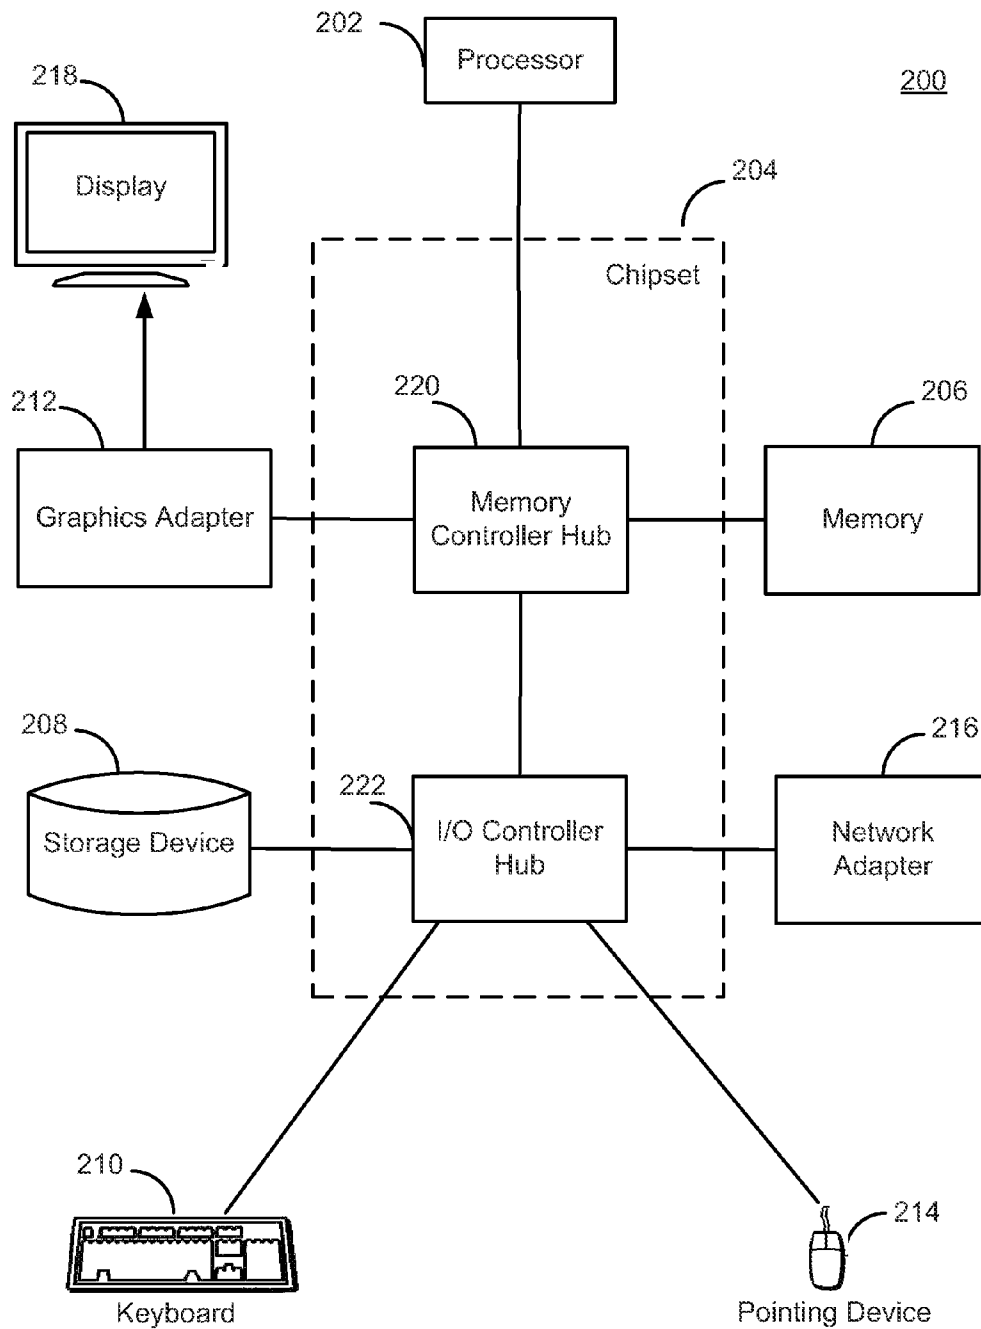 202
Processor
200
218
Display
204
Chipset
220
212
206
Graphics Adapter
Memory
Controller Hub
Memory
208
216
222
Storage Device
I/O Controller
Hub
Network
Adapter
210
214
Keyboard
Pointing Device